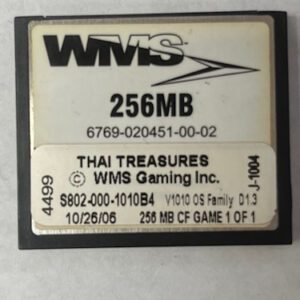 WMS
256MB
6769-020451-00-02
THAI TREASURES
© WMS Gaming Inc.
S802-000-1010B4 V1010 OS Family D1.3
10/26/06 256 MB CF GAME 1 OF 1
4499
J-1004